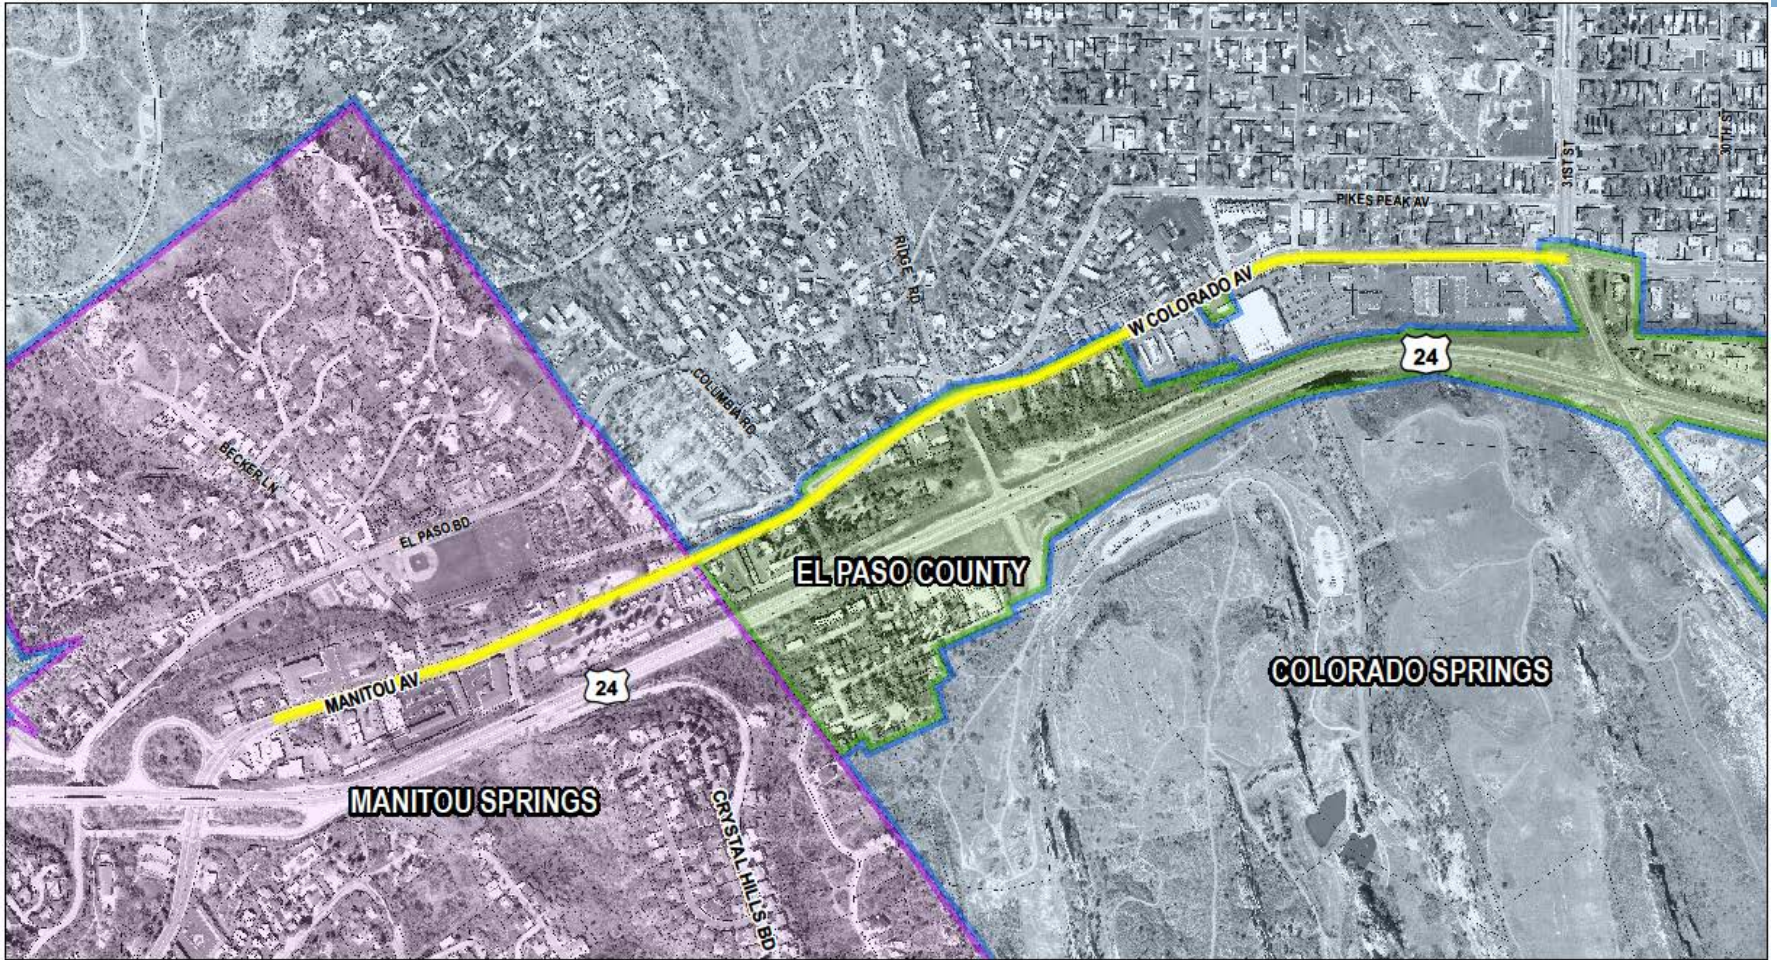 30TH ST
31ST ST
PIKES PEAK AV
RIDGE RD
W COLORADO AV
24
COLUMBIA RD
BECKER LN
EL PASO BD
EL PASO COUNTY
COLORADO SPRINGS
24
MANITOU AV
MANITOU SPRINGS
CRYSTAL HILLS BD